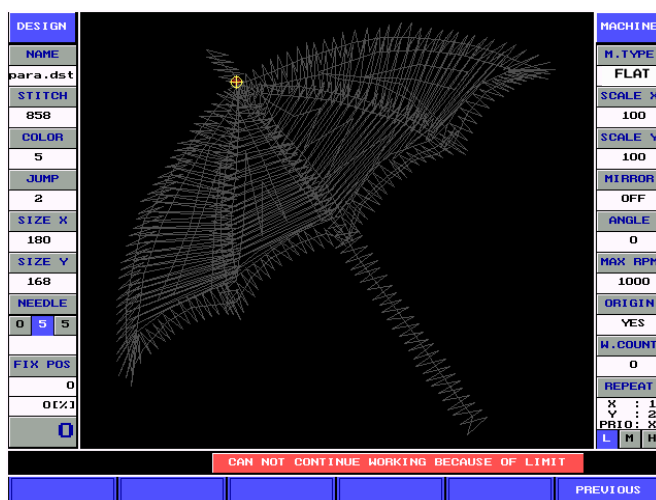 DESIGN
NAME
para.dst
STITCH
858
COLOR
5
JUMP
2
SIZE X
180
SIZE Y
168
NEEDLE
0 5 5
FIX POS
0
0[%]
0
MACHINE
M.TYPE
FLAT
SCALE X
100
SCALE Y
100
MIRROR
OFF
ANGLE
0
MAX RPM
1000
ORIGIN
YES
W.COUNT
0
REPEAT
X : 1
Y : 2
PRIO: X
L M H
CAN NOT CONTINUE WORKING BECAUSE OF LIMIT
PREVIOUS